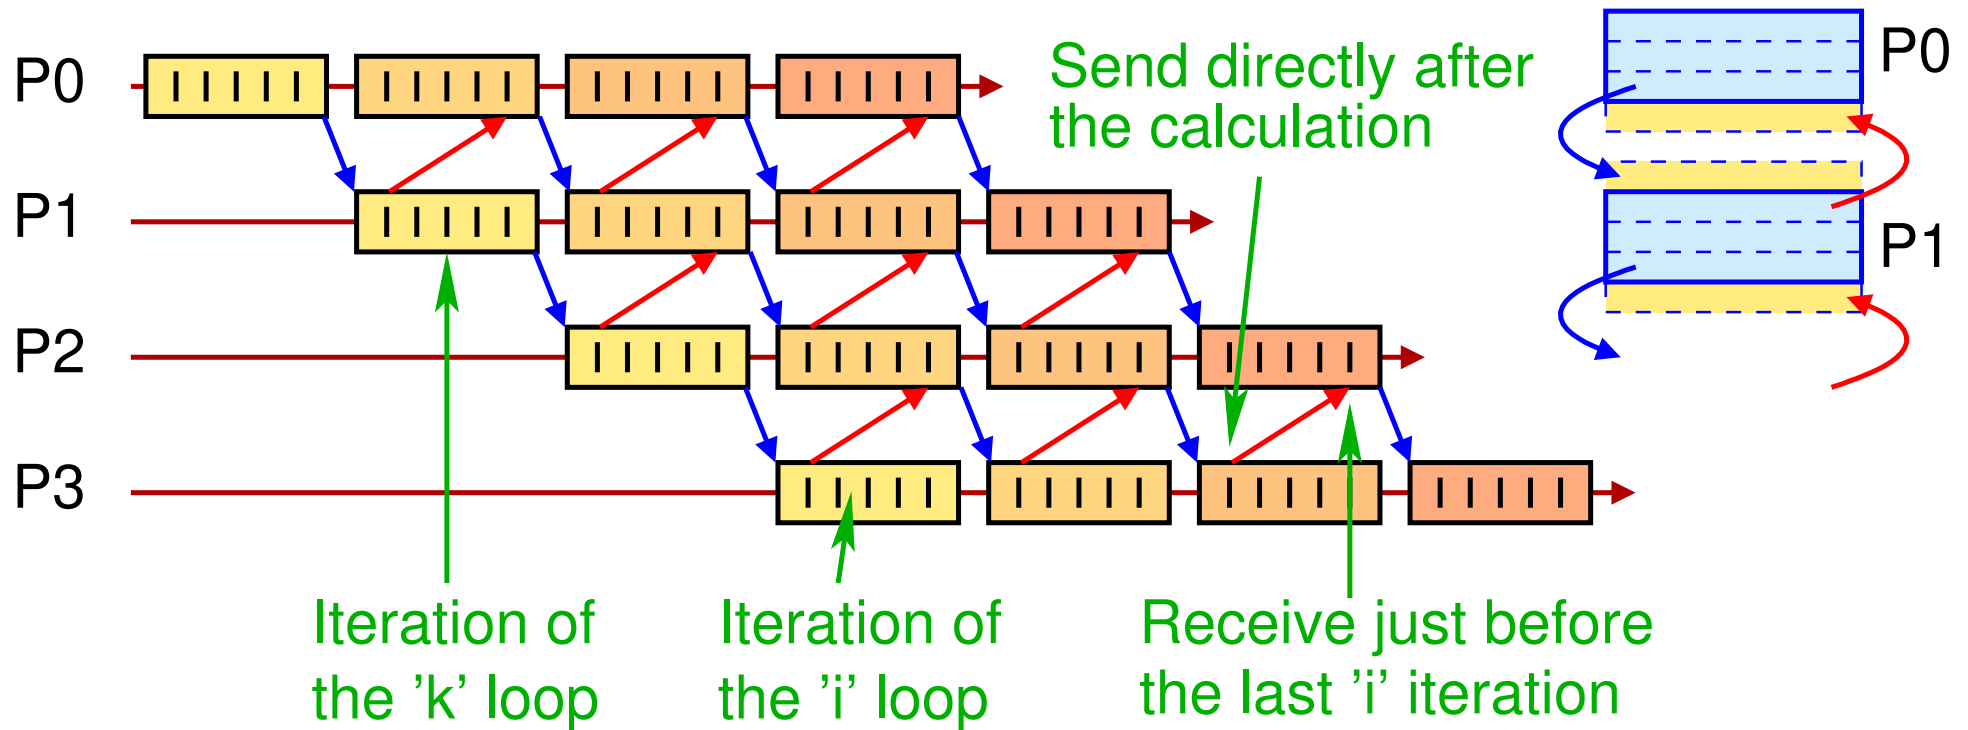 P0
P1
P2
P3
Send directly after
the calculation
P0
P1
Iteration of
the 'k' loop
Iteration of
the 'i' loop
Receive just before
the last 'i' iteration